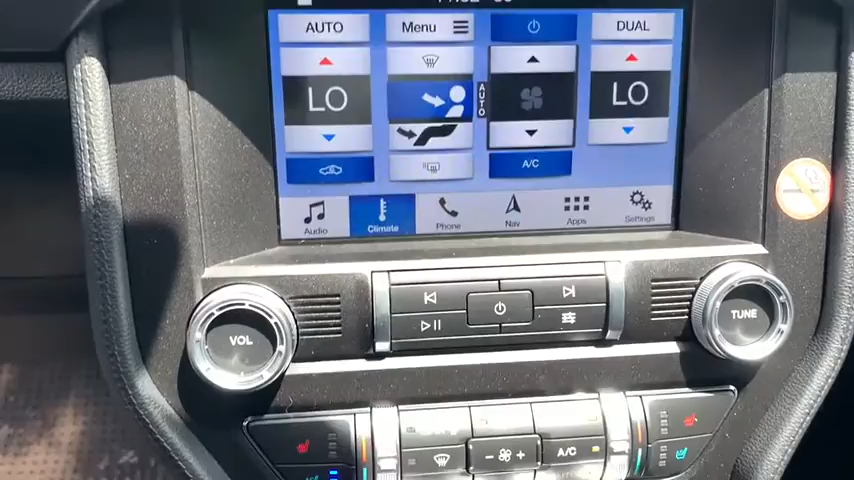 AUTO Menu DUAL
LO AUTO LO
A/C
Audio Climate Phone Nav Apps Settings
VOL TUNE
A/C